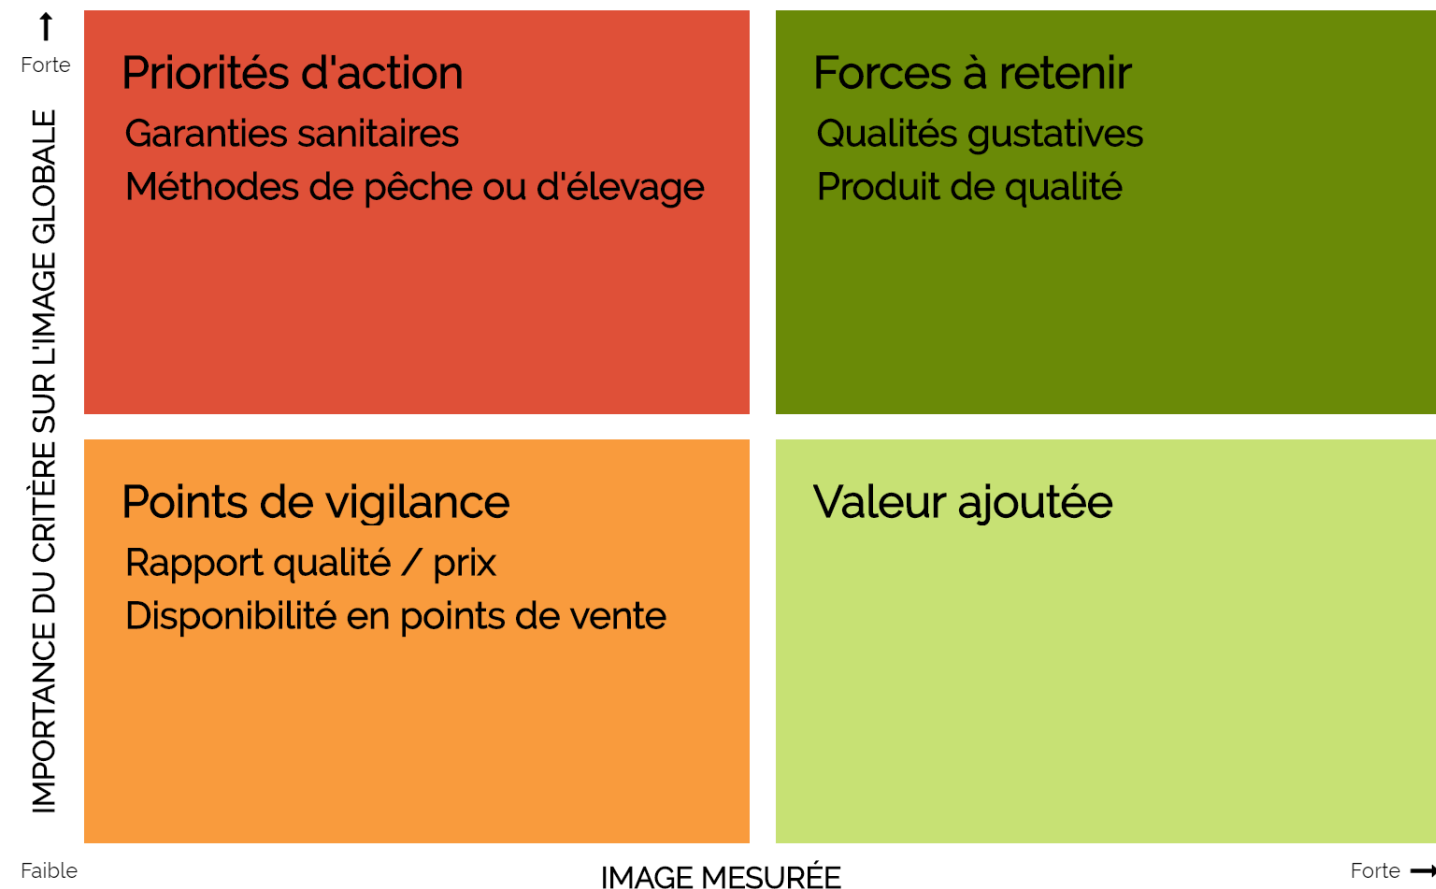 Forte
IMPORTANCE DU CRITÈRE SUR L'IMAGE GLOBALE
Priorités d'action
Garanties sanitaires
Méthodes de pêche ou d'élevage
Forces à retenir
Qualités gustatives
Produit de qualité
Points de vigilance
Rapport qualité / prix
Disponibilité en points de vente
Valeur ajoutée
Faible
IMAGE MESURÉE
Forte